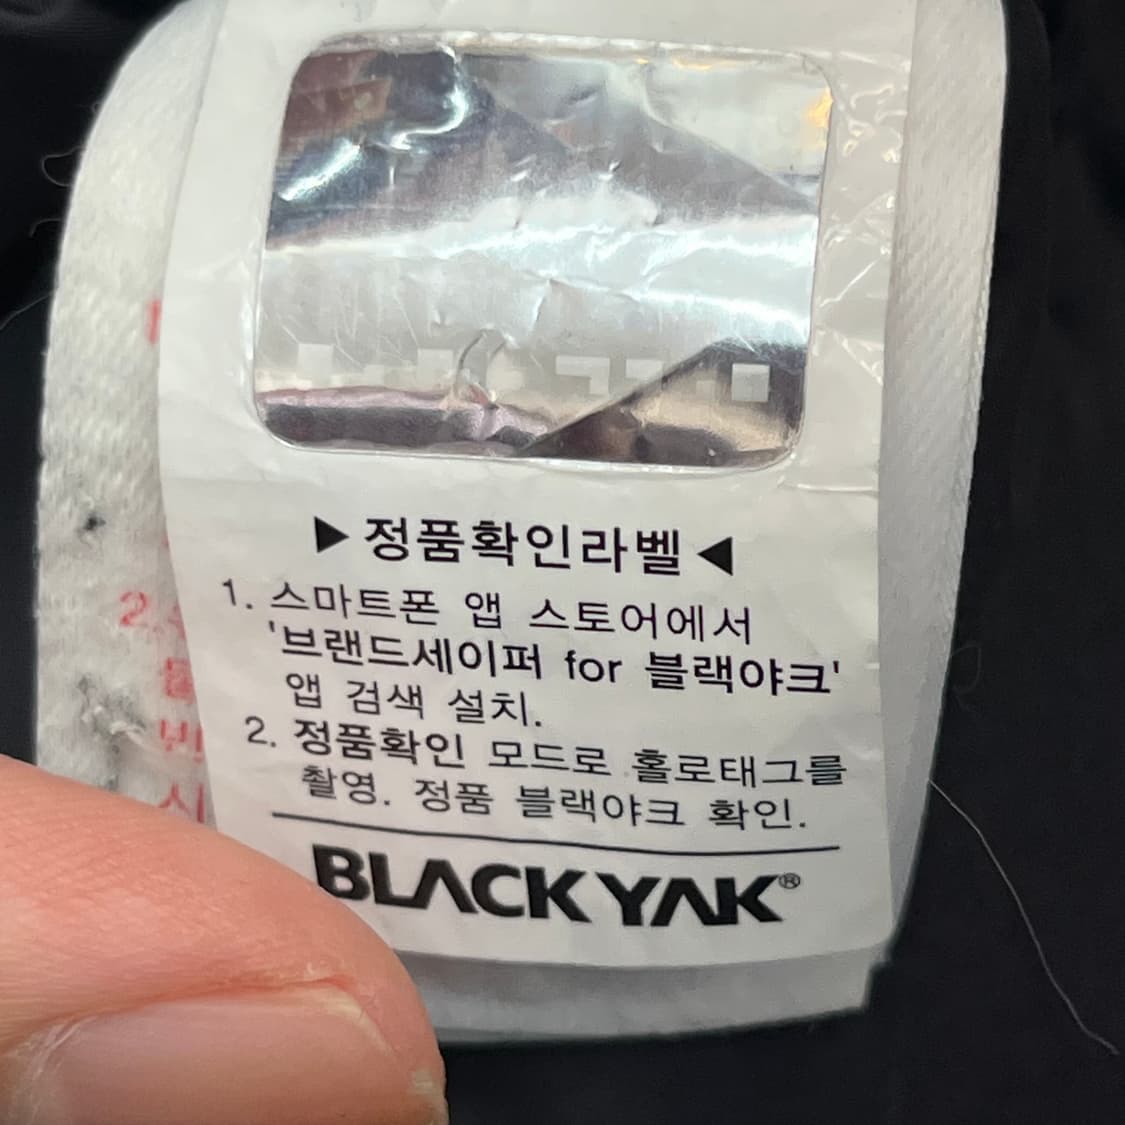 ▶정품확인라벨◀
1. 스마트폰 앱 스토어에서
'브랜드세이퍼 for 블랙야크'
앱 검색 설치.
2. 정품확인 모드로 홀로태그를
촬영. 정품 블랙야크 확인.
BLACKYAK®
2.